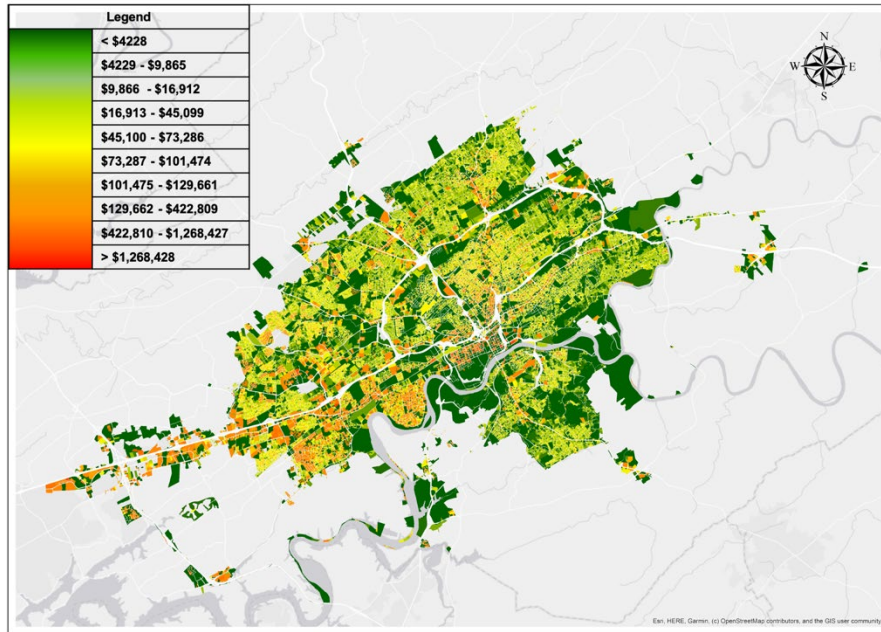 Legend
< $4228
$4229 - $9,865
$9,866 - $16,912
$16,913 - $45,099
$45,100 - $73,286
$73,287 - $101,474
$101,475 - $129,661
$129,662 - $422,809
$422,810 - $1,268,427
> $1,268,428
N
W E
S
Esri, HERE, Garmin, (c) OpenStreetMap contributors, and the GIS user community